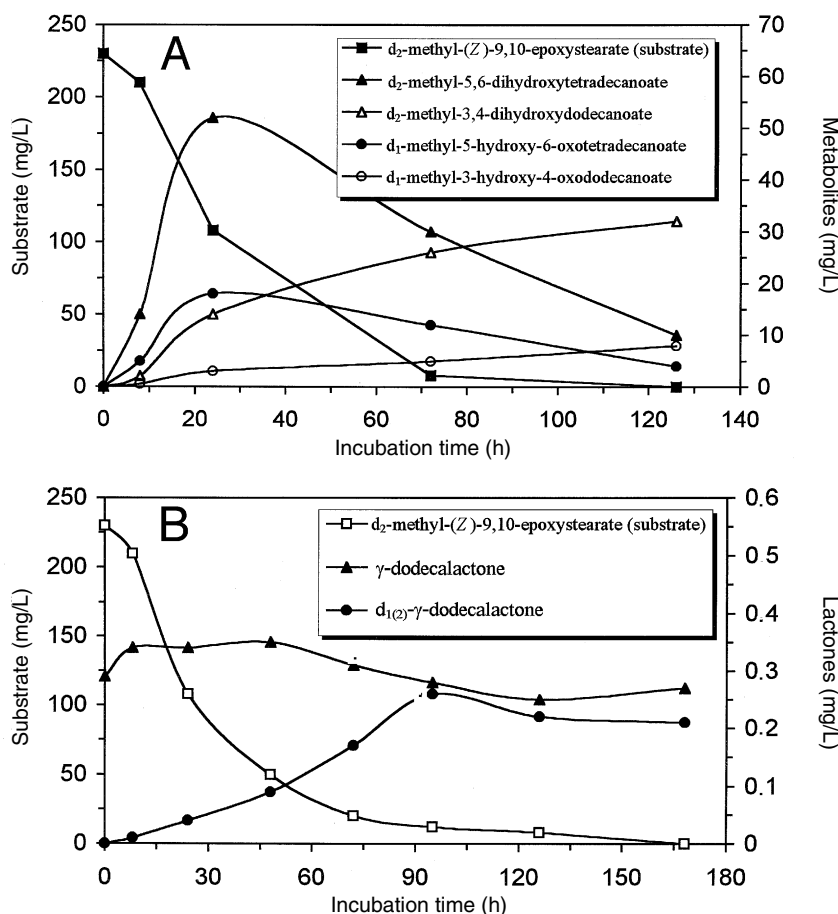 A
250
200
150
100
50
0
Substrate (mg/L)
70
60
50
40
30
20
10
0
Metabolites (mg/L)
d2-methyl-(Z)-9,10-epoxystearate (substrate)
d2-methyl-5,6-dihydroxytetradecanoate
d2-methyl-3,4-dihydroxydodecanoate
d1-methyl-5-hydroxy-6-oxotetradecanoate
d1-methyl-3-hydroxy-4-oxododecanoate
0 20 40 60 80 100 120 140
Incubation time (h)
B
250
200
150
100
50
0
Substrate (mg/L)
0.6
0.5
0.4
0.3
0.2
0.1
0
Lactones (mg/L)
d2-methyl-(Z)-9,10-epoxystearate (substrate)
γ-dodecalactone
d1(2)-γ-dodecalactone
0 30 60 90 120 150 180
Incubation time (h)